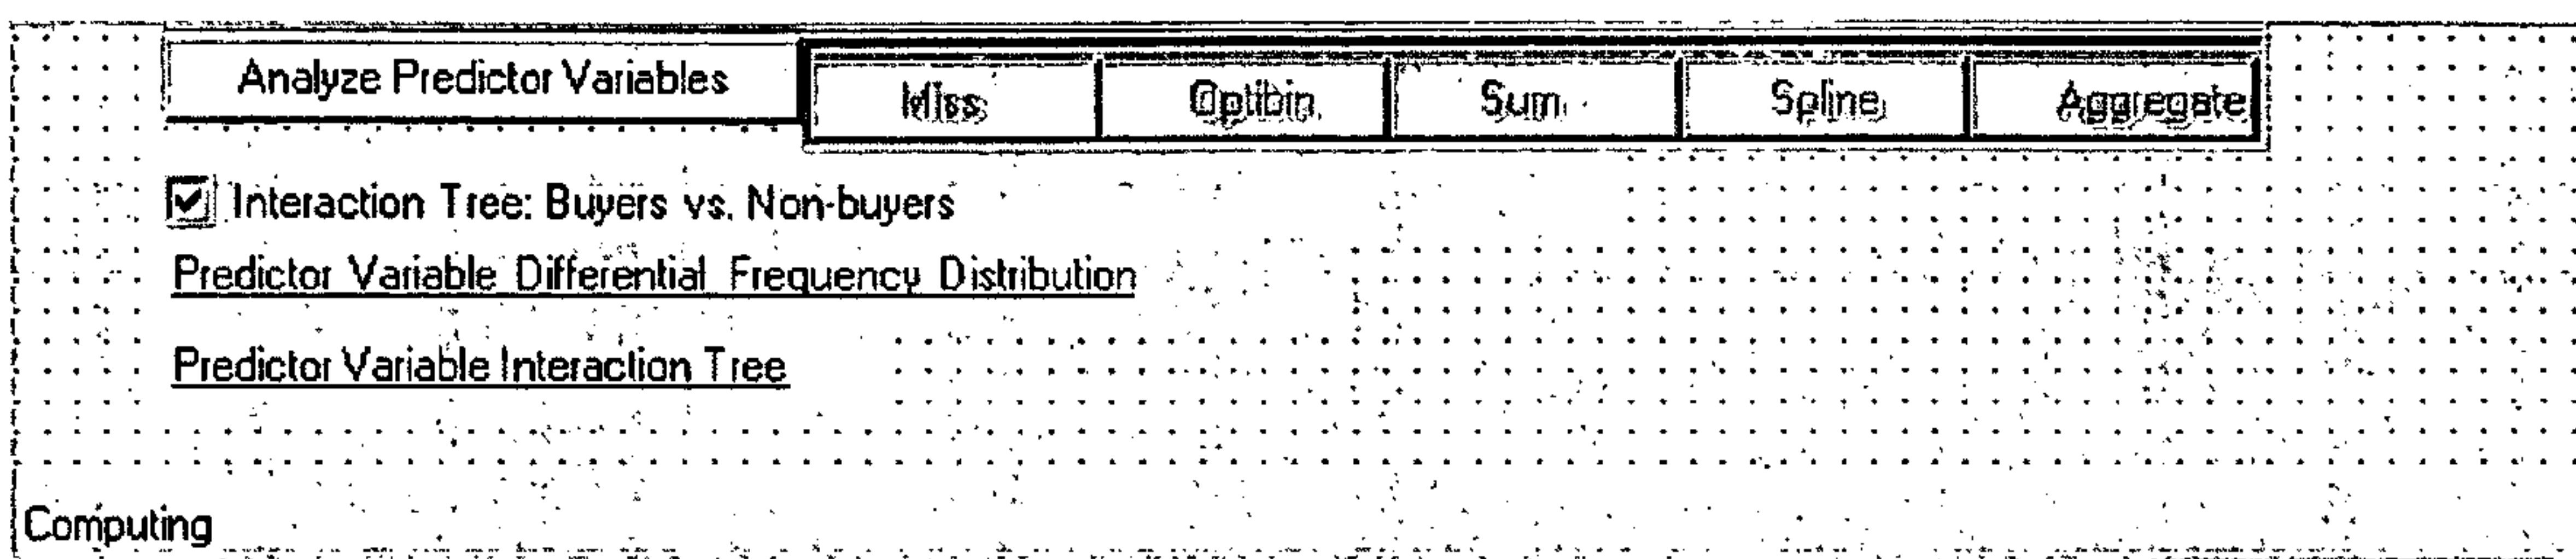 Analyze Predictor Variables Miss Optibin Sum Spline Aggregate
Interaction Tree: Buyers vs. Non-buyers
Predictor Variable Differential Frequency Distribution
Predictor Variable Interaction Tree
Computing